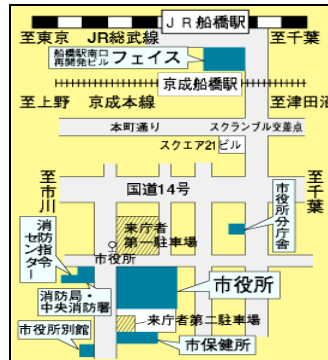 JR船橋駅
至東京 JR総武線
至千葉
船橋駅南口
再開発ビル フェイス
京成船橋駅
至上野 京成本線
至津田沼
本町通り
スクランブル交差点
スクエア21ビル
至市川
国道14号
至千葉
市役所分庁舎
消防指令センター
来庁者
第一駐車場
市役所
市役所
消防局・
中央消防署
来庁者第二駐車場
市役所別館
市保健所